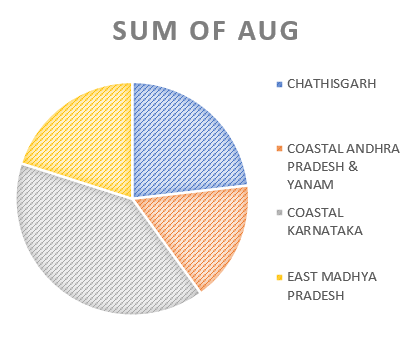 SUM OF AUG
CHATHISGARH
COASTAL ANDHRA
PRADESH &
YANAM
COASTAL
KARNATAKA
EAST MADHYA
PRADESH